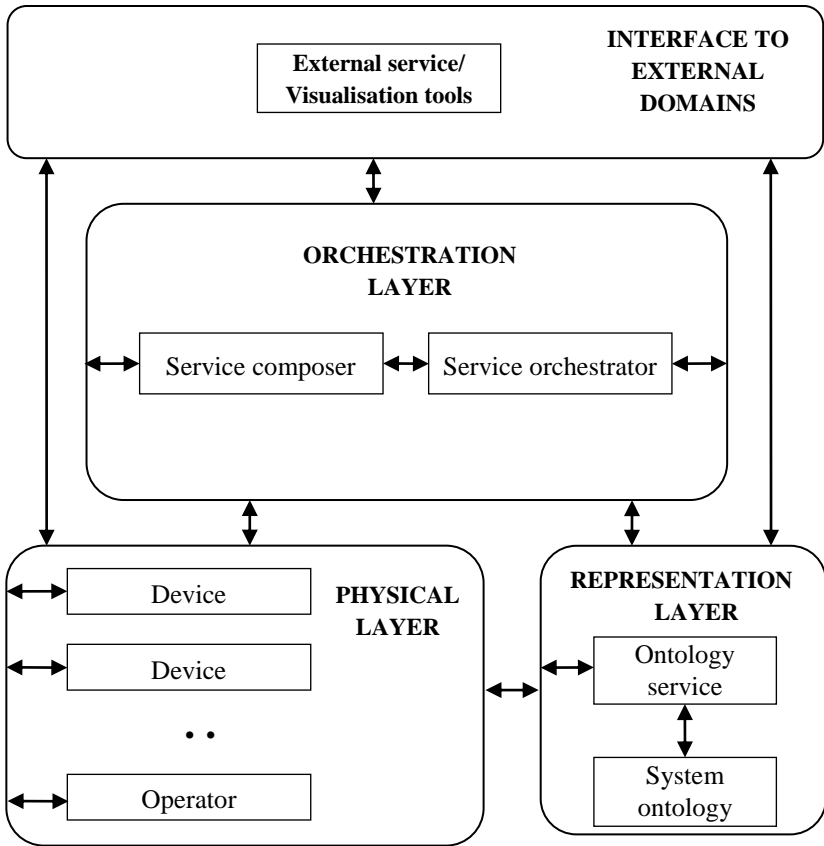 External service/
Visualisation tools
INTERFACE TO
EXTERNAL
DOMAINS
ORCHESTRATION
LAYER
Service composer
Service orchestrator
PHYSICAL
LAYER
Device
Device
. .
Operator
REPRESENTATION
LAYER
Ontology
service
System
ontology